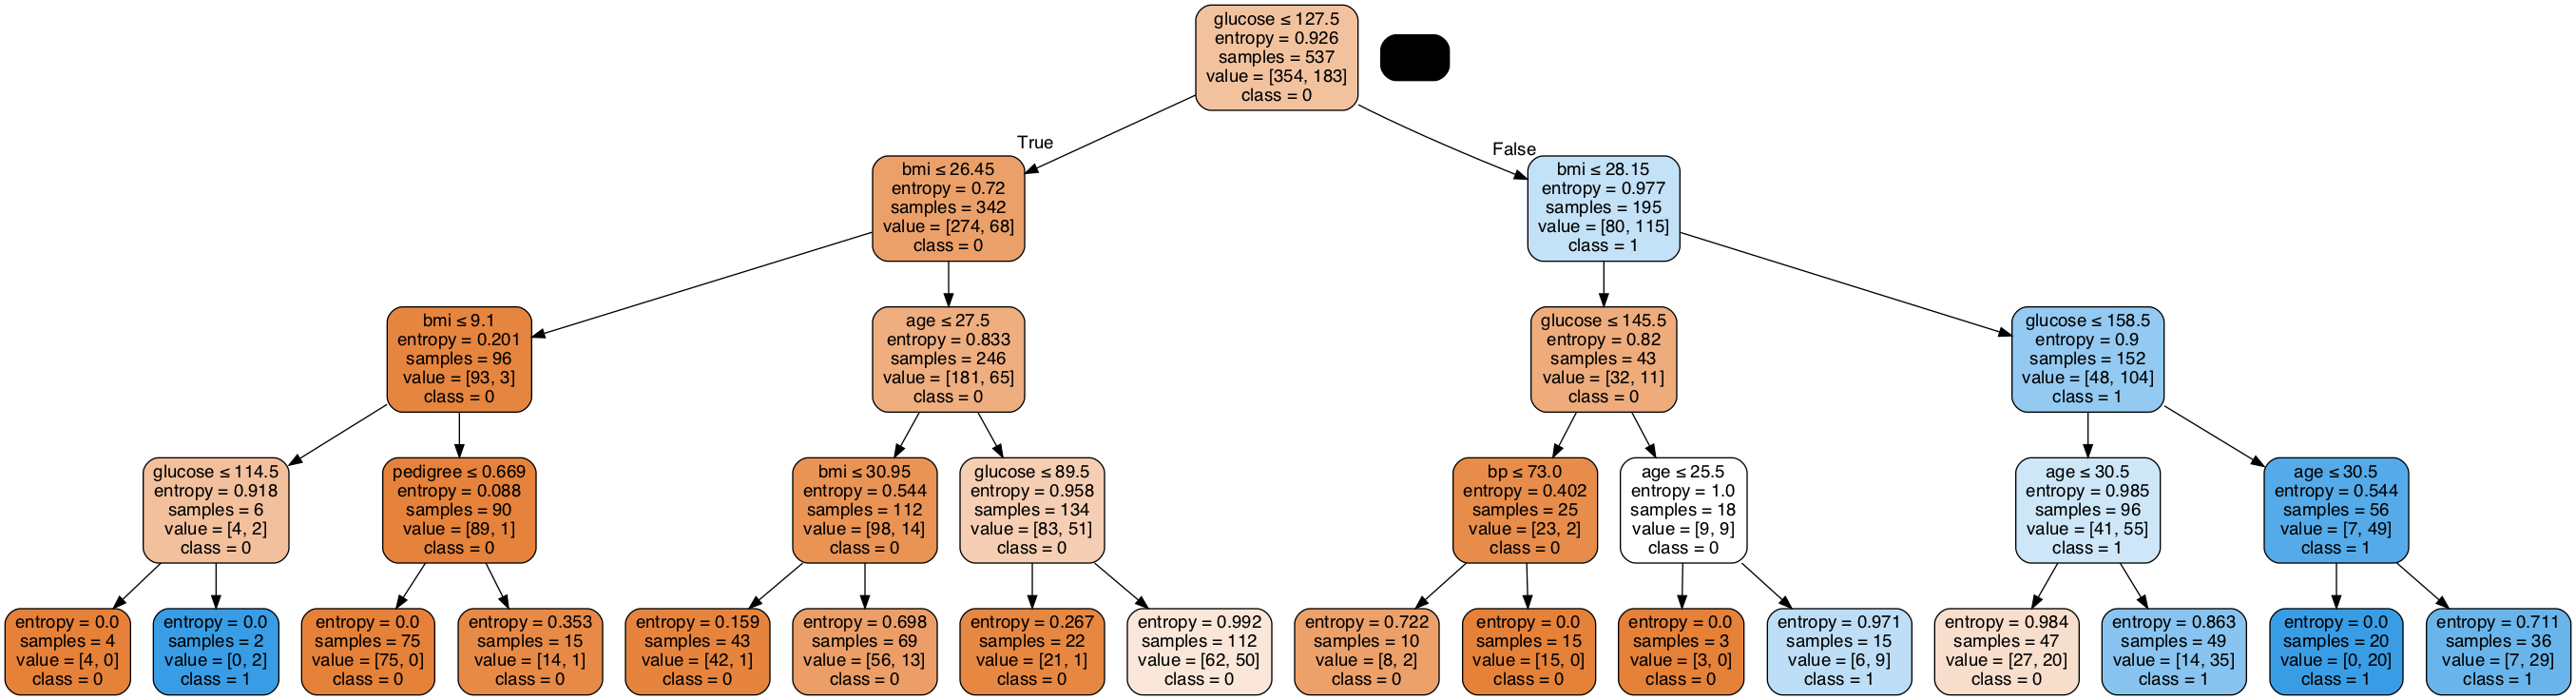 glucose ≤ 127.5
entropy = 0.926
samples = 537
value = [354, 183]
class = 0
True
False
bmi ≤ 26.45
entropy = 0.72
samples = 342
value = [274, 68]
class = 0
bmi ≤ 28.15
entropy = 0.977
samples = 195
value = [80, 115]
class = 1
bmi ≤ 9.1
entropy = 0.201
samples = 96
value = [93, 3]
class = 0
age ≤ 27.5
entropy = 0.833
samples = 246
value = [181, 65]
class = 0
glucose ≤ 145.5
entropy = 0.82
samples = 43
value = [32, 11]
class = 0
glucose ≤ 158.5
entropy = 0.9
samples = 152
value = [48, 104]
class = 1
glucose ≤ 114.5
entropy = 0.918
samples = 6
value = [4, 2]
class = 0
pedigree ≤ 0.669
entropy = 0.088
samples = 90
value = [89, 1]
class = 0
bmi ≤ 30.95
entropy = 0.544
samples = 112
value = [98, 14]
class = 0
glucose ≤ 89.5
entropy = 0.958
samples = 134
value = [83, 51]
class = 0
bp ≤ 73.0
entropy = 0.402
samples = 25
value = [23, 2]
class = 0
age ≤ 25.5
entropy = 1.0
samples = 18
value = [9, 9]
class = 0
age ≤ 30.5
entropy = 0.985
samples = 96
value = [41, 55]
class = 1
age ≤ 30.5
entropy = 0.544
samples = 56
value = [7, 49]
class = 1
entropy = 0.0
samples = 4
value = [4, 0]
class = 0
entropy = 0.0
samples = 2
value = [0, 2]
class = 1
entropy = 0.0
samples = 75
value = [75, 0]
class = 0
entropy = 0.353
samples = 15
value = [14, 1]
class = 0
entropy = 0.159
samples = 43
value = [42, 1]
class = 0
entropy = 0.698
samples = 69
value = [56, 13]
class = 0
entropy = 0.267
samples = 22
value = [21, 1]
class = 0
entropy = 0.992
samples = 112
value = [62, 50]
class = 0
entropy = 0.722
samples = 10
value = [8, 2]
class = 0
entropy = 0.0
samples = 15
value = [15, 0]
class = 0
entropy = 0.0
samples = 3
value = [3, 0]
class = 0
entropy = 0.971
samples = 15
value = [6, 9]
class = 1
entropy = 0.984
samples = 47
value = [27, 20]
class = 0
entropy = 0.863
samples = 49
value = [14, 35]
class = 1
entropy = 0.0
samples = 20
value = [0, 20]
class = 1
entropy = 0.711
samples = 36
value = [7, 29]
class = 1